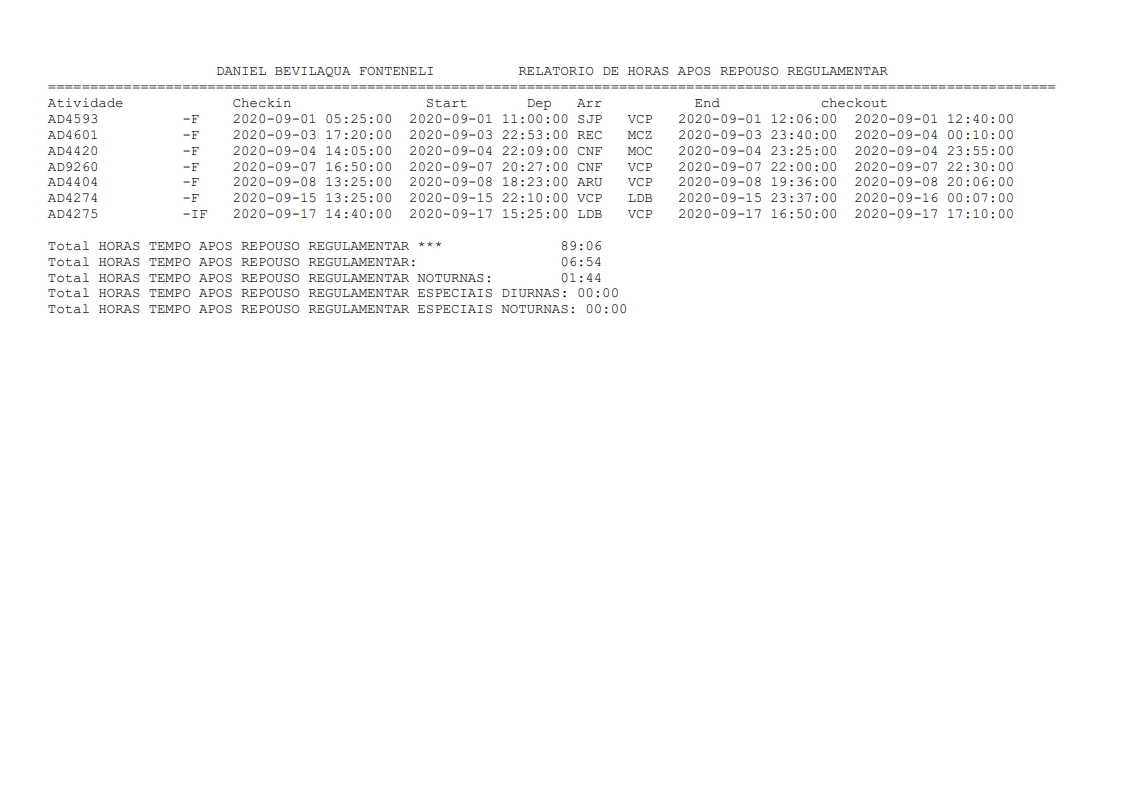 DANIEL BEVILAQUA FONTENELI          RELATORIO DE HORAS APOS REPOUSO REGULAMENTAR
========================================================================================================================
Atividade             Checkin                Start       Dep   Arr           End            checkout
AD4593          -F    2020-09-01 05:25:00  2020-09-01 11:00:00 SJP   VCP   2020-09-01 12:06:00  2020-09-01 12:40:00
AD4601          -F    2020-09-03 17:20:00  2020-09-03 22:53:00 REC   MCZ   2020-09-03 23:40:00  2020-09-04 00:10:00
AD4420          -F    2020-09-04 14:05:00  2020-09-04 22:09:00 CNF   MOC   2020-09-04 23:25:00  2020-09-04 23:55:00
AD9260          -F    2020-09-07 16:50:00  2020-09-07 20:27:00 CNF   VCP   2020-09-07 22:00:00  2020-09-07 22:30:00
AD4404          -F    2020-09-08 13:25:00  2020-09-08 18:23:00 ARU   VCP   2020-09-08 19:36:00  2020-09-08 20:06:00
AD4274          -F    2020-09-15 13:25:00  2020-09-15 22:10:00 VCP   LDB   2020-09-15 23:37:00  2020-09-16 00:07:00
AD4275          -IF   2020-09-17 14:40:00  2020-09-17 15:25:00 LDB   VCP   2020-09-17 16:50:00  2020-09-17 17:10:00
Total HORAS TEMPO APOS REPOUSO REGULAMENTAR ***              89:06
Total HORAS TEMPO APOS REPOUSO REGULAMENTAR:                 06:54
Total HORAS TEMPO APOS REPOUSO REGULAMENTAR NOTURNAS:        01:44
Total HORAS TEMPO APOS REPOUSO REGULAMENTAR ESPECIAIS DIURNAS: 00:00
Total HORAS TEMPO APOS REPOUSO REGULAMENTAR ESPECIAIS NOTURNAS: 00:00